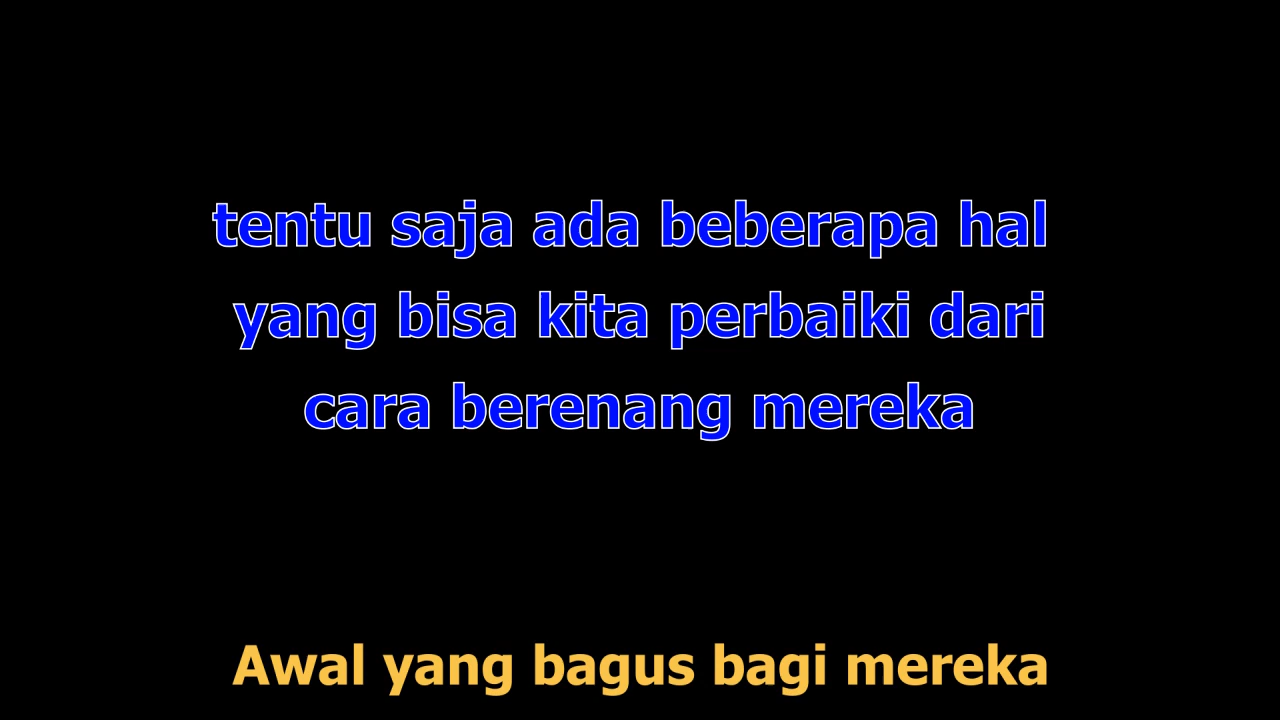 tentu saja ada beberapa hal
yang bisa kita perbaiki dari
cara berenang mereka
Awal yang bagus bagi mereka